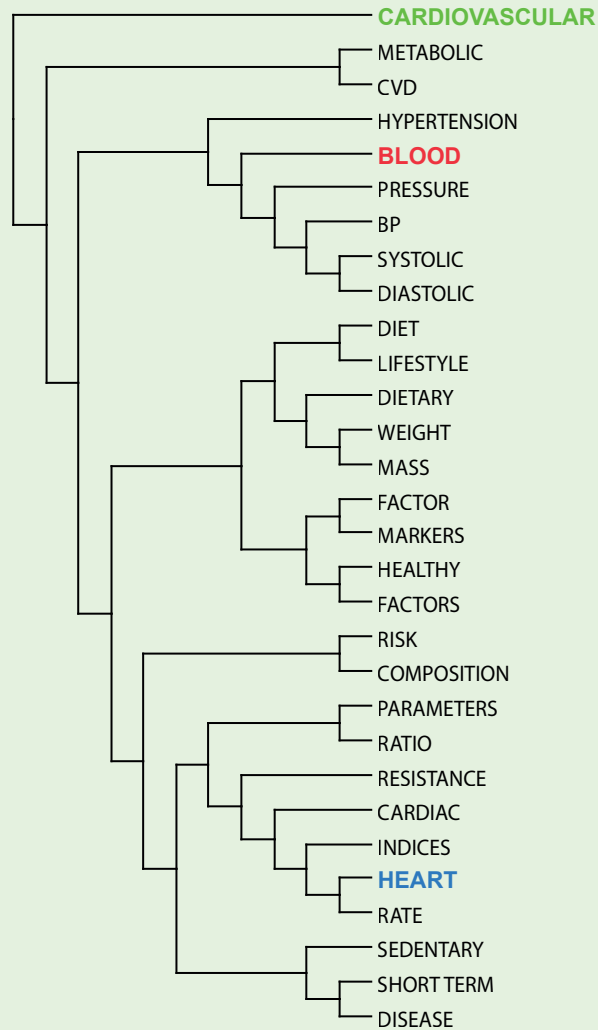 CARDIOVASCULAR
METABOLIC
CVD
HYPERTENSION
BLOOD
PRESSURE
BP
SYSTOLIC
DIASTOLIC
DIET
LIFESTYLE
DIETARY
WEIGHT
MASS
FACTOR
MARKERS
HEALTHY
FACTORS
RISK
COMPOSITION
PARAMETERS
RATIO
RESISTANCE
CARDIAC
INDICES
HEART
RATE
SEDENTARY
SHORT TERM
DISEASE